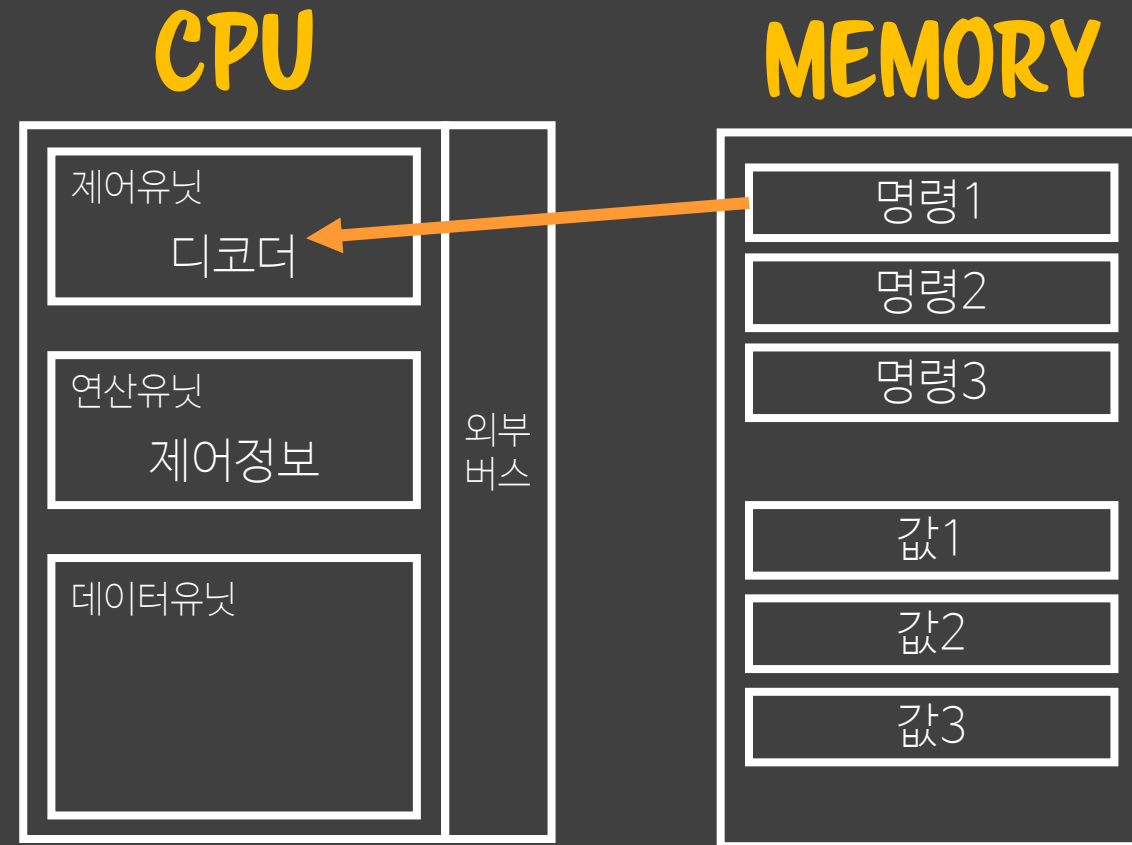 CPU
제어유닛
디코더
연산유닛
제어정보
데이터유닛
외부
버스
MEMORY
명령1
명령2
명령3
값1
값2
값3